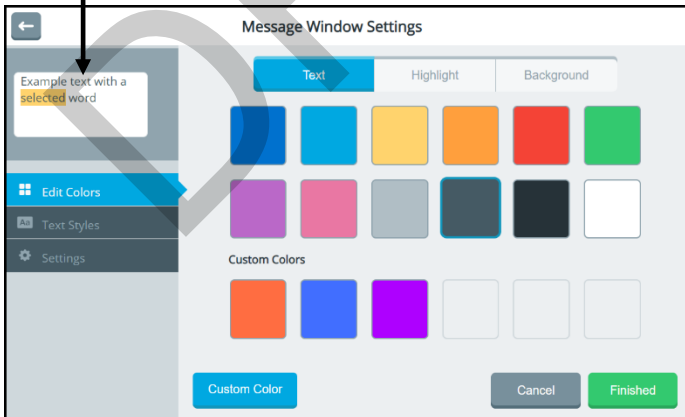 Message Window Settings
Example text with a
selected word
Text
Highlight
Background
Edit Colors
Aa Text Styles
Settings
Custom Colors
Custom Color
Cancel
Finished